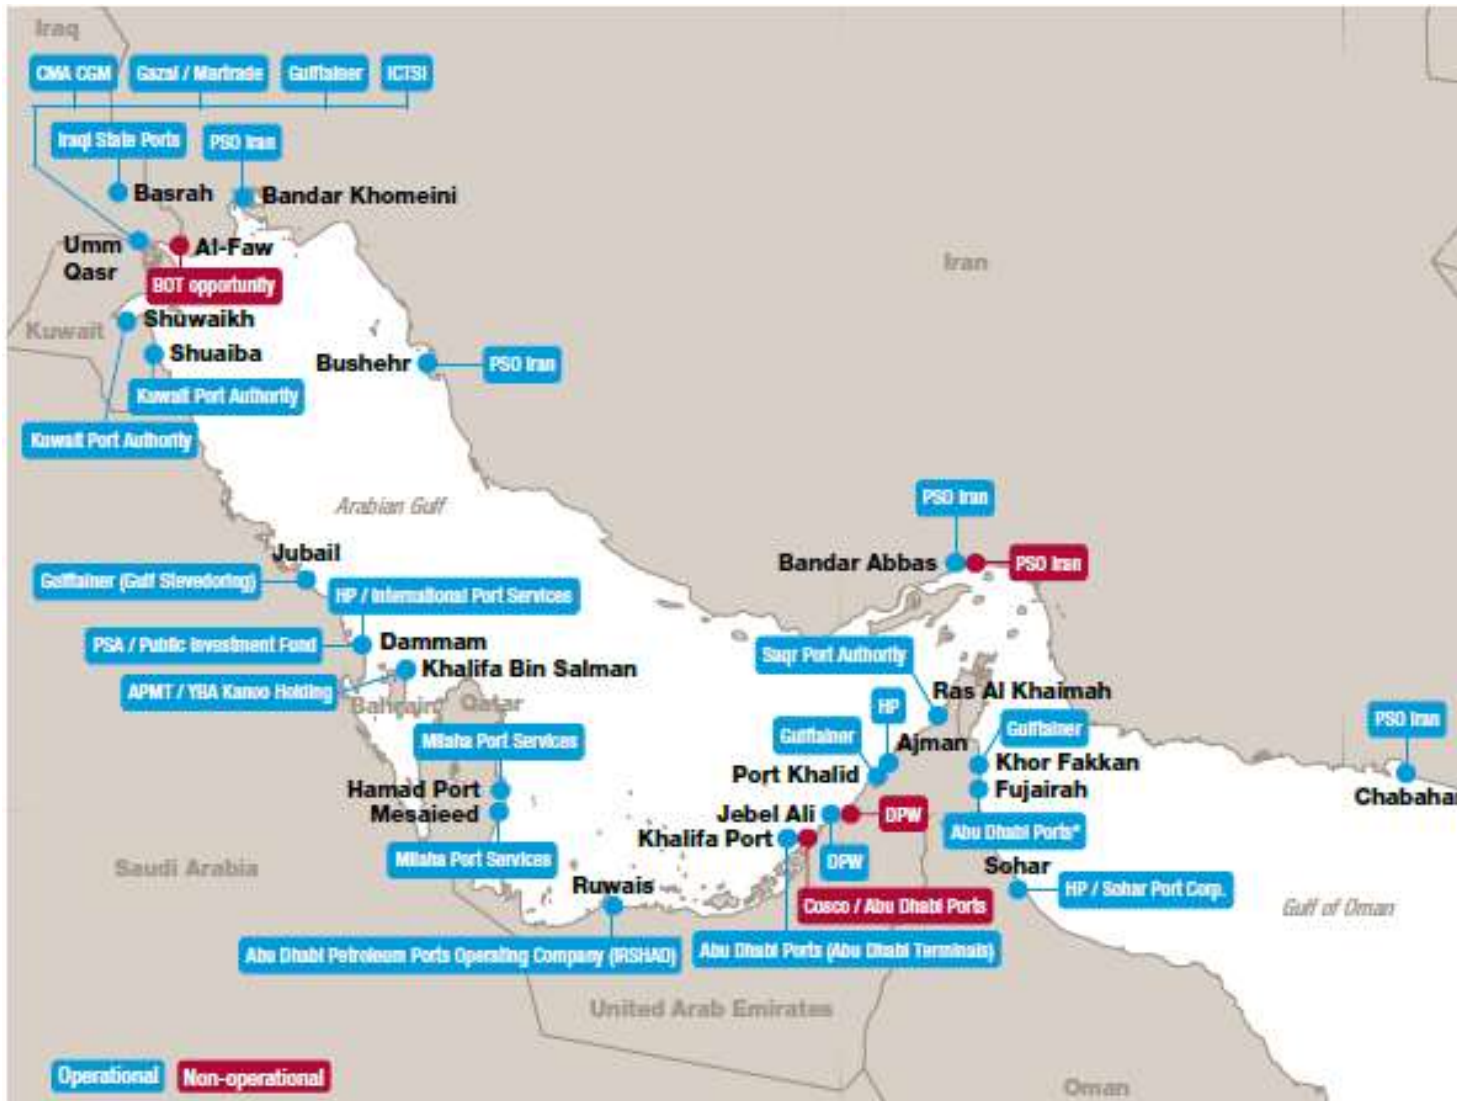 Iraq
CMA CGM
Gazal / Martrade
Gulftainer
ICTSI
Iraqi State Ports
PSO Iran
Basrah
Bandar Khomeini
Umm
Qasr
Al-Faw
BOT opportunity
Iran
Kuwait
Shuwaikh
Shuaiba
Bushehr
PSO Iran
Kuwait Port Authority
Kuwait Port Authority
Arabian Gulf
PSO Iran
Jubail
Bandar Abbas
PSO Iran
Gulftainer (Gulf Stevedoring)
HP / International Port Services
PSA / Public Investment Fund
Dammam
Saqr Port Authority
Khalifa Bin Salman
APMT / YBA Kanoo Holding
Bahrain
Qatar
Ras Al Khaimah
HP
PSO Iran
Milaha Port Services
Gulftainer
Ajman
Gulftainer
Port Khalid
Khor Fakkan
Hamad Port
Fujairah
Chabahar
Mesaieed
Jebel Ali
DPW
Khalifa Port
Abu Dhabi Ports*
Milaha Port Services
DPW
Saudi Arabia
Sohar
Ruwais
HP / Sohar Port Corp.
Cosco / Abu Dhabi Ports
Gulf of Oman
Abu Dhabi Petroleum Ports Operating Company (IRSHAD)
Abu Dhabi Ports (Abu Dhabi Terminals)
United Arab Emirates
Operational
Non-operational
Oman